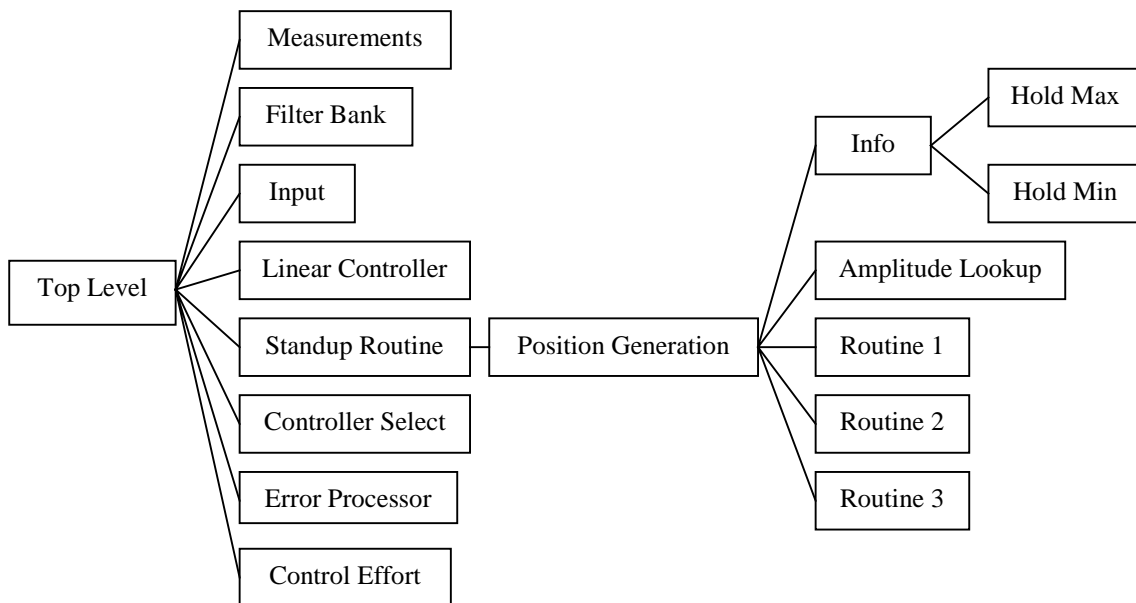 Top Level
Measurements
Filter Bank
Input
Linear Controller
Standup Routine
Controller Select
Error Processor
Control Effort
Position Generation
Info
Amplitude Lookup
Routine 1
Routine 2
Routine 3
Hold Max
Hold Min